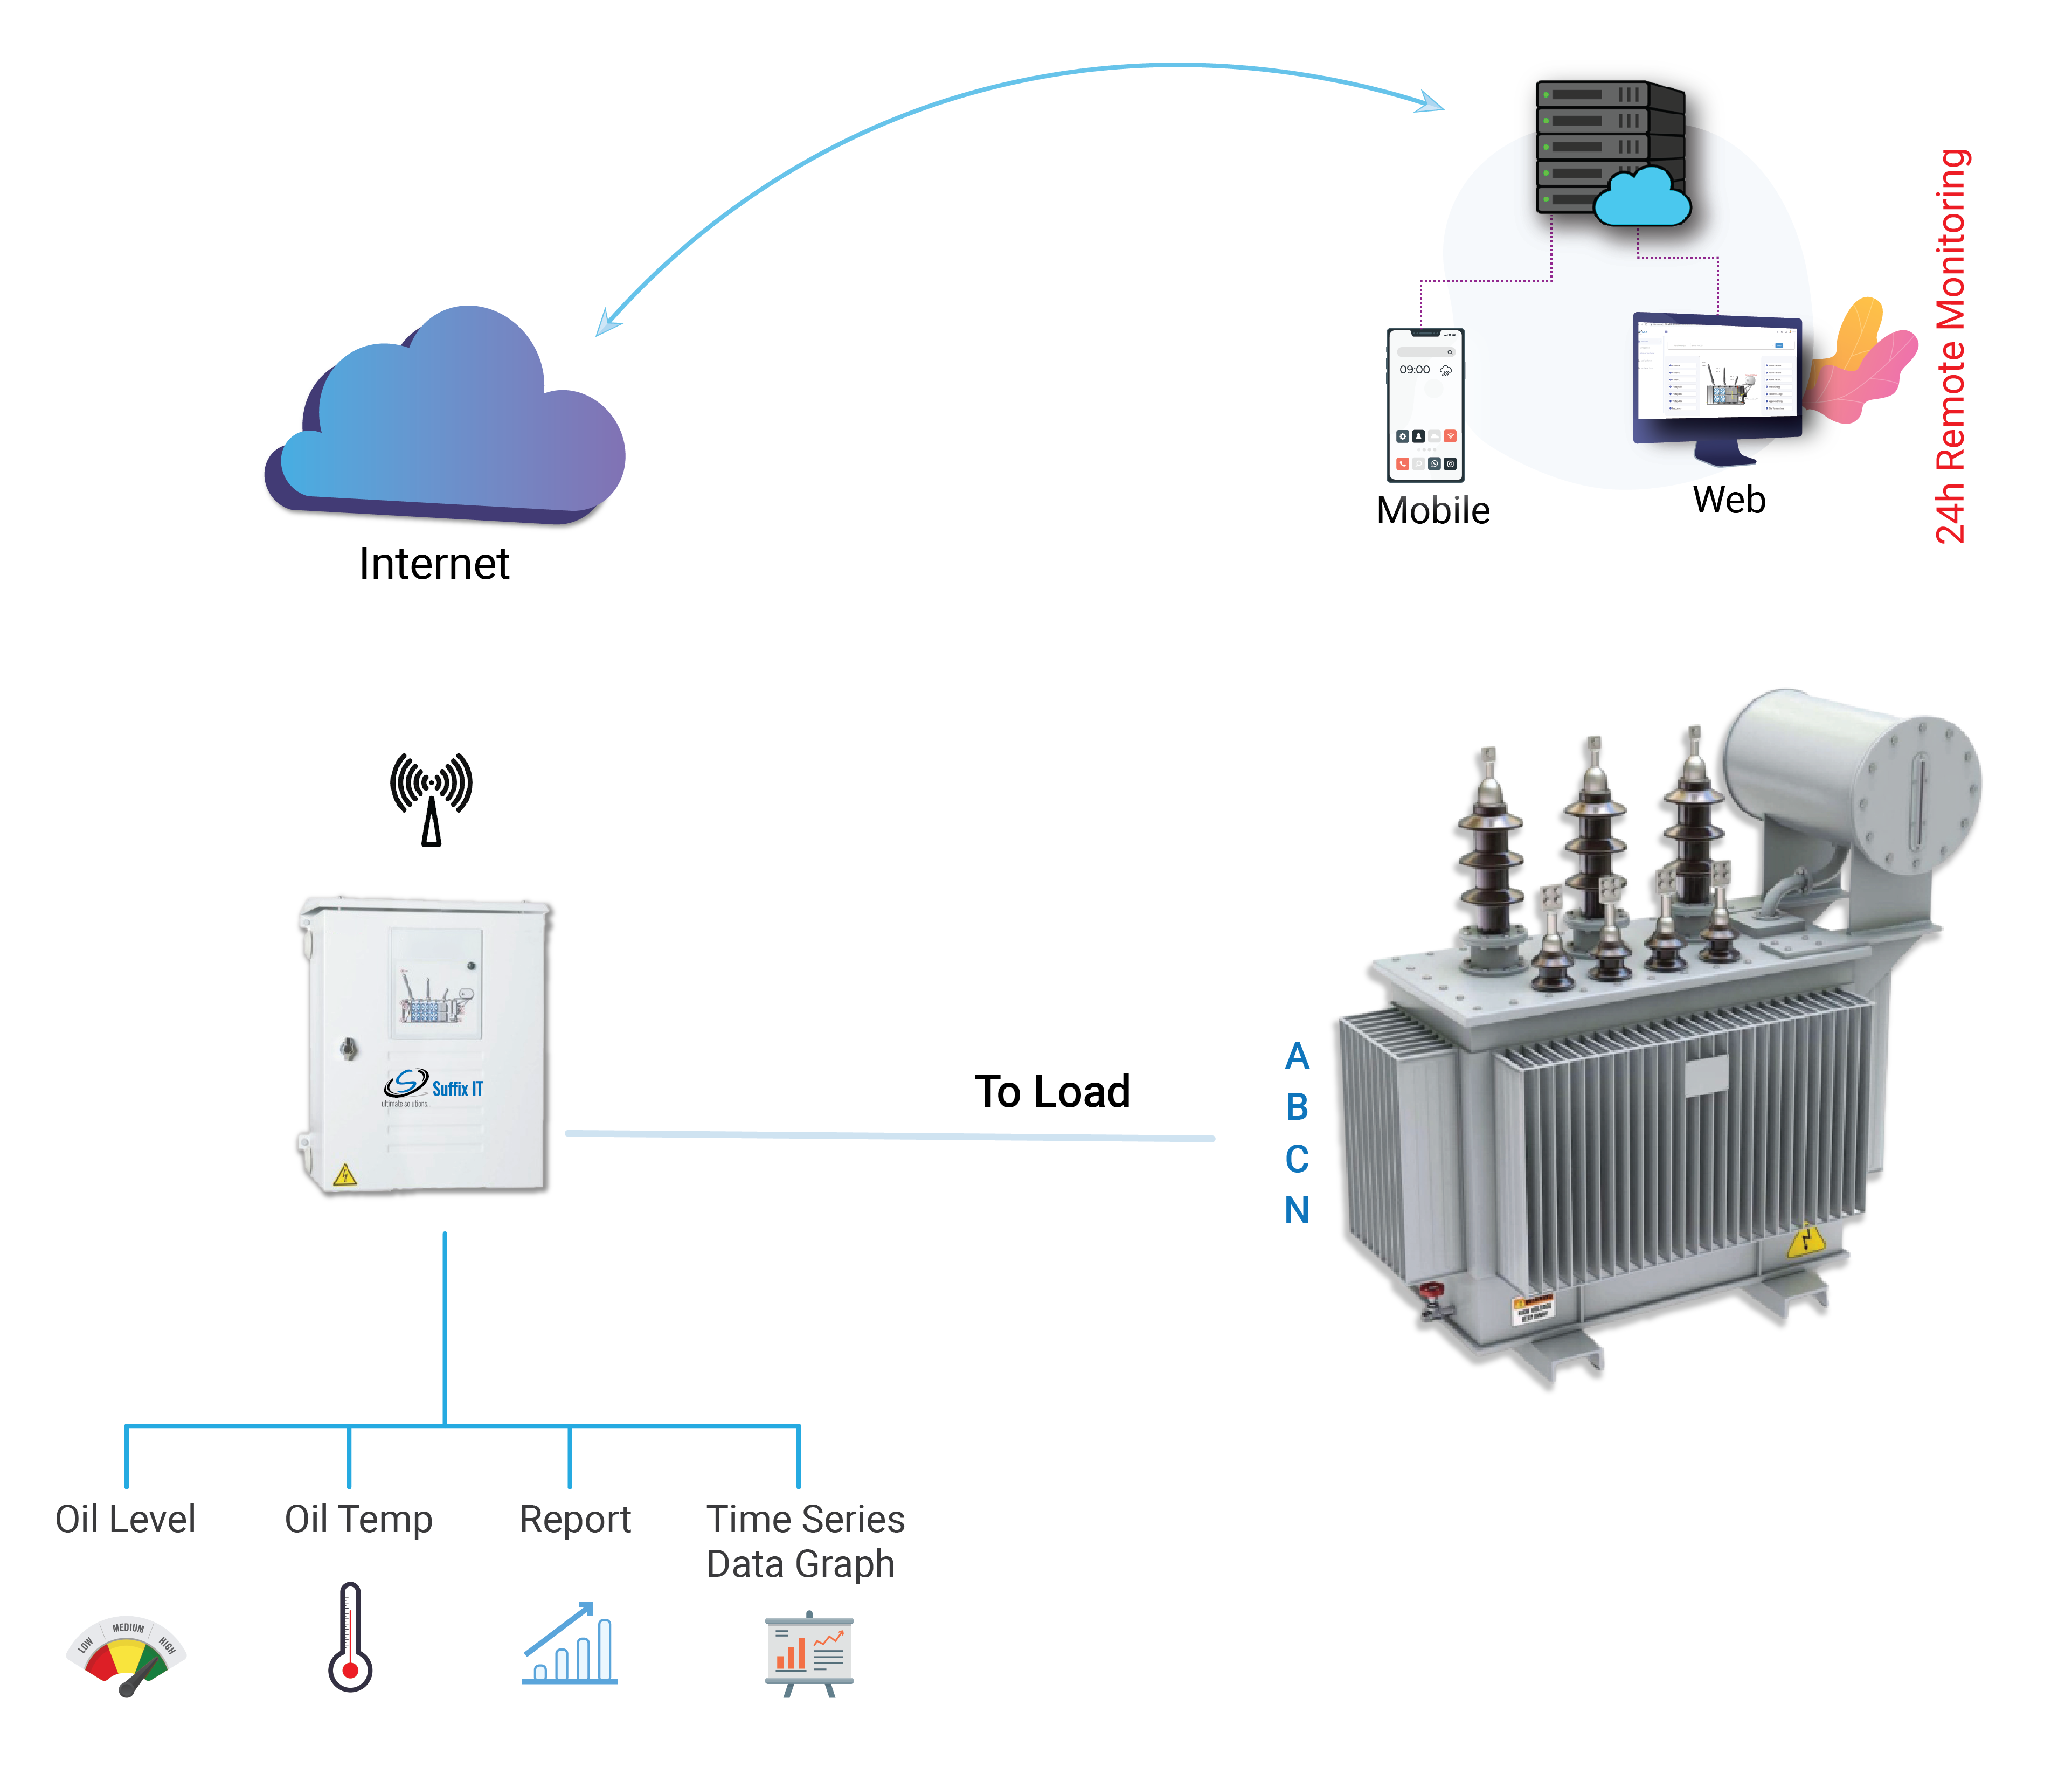 24h Remote Monitoring
09:00
Mobile
Web
Internet
Suffix IT
ultimate solutions...
To Load
A
B
C
N
Oil Level
Oil Temp
Report
Time Series
Data Graph
LOW
MEDIUM
HIGH